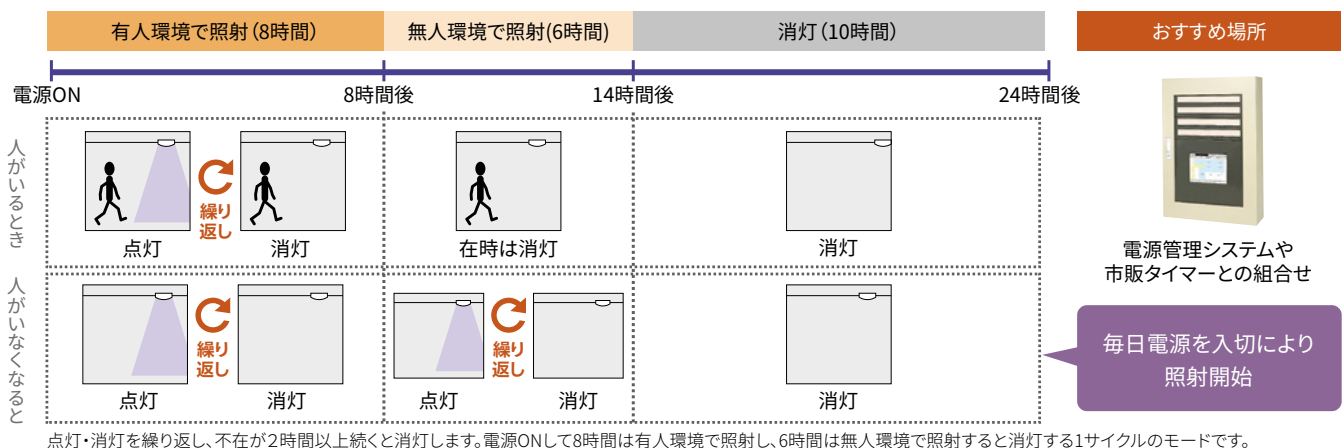 有人環境で照射（8時間）
無人環境で照射(6時間)
消灯（10時間）
おすすめ場所
電源ON
8時間後
14時間後
24時間後
人がいるとき
繰り
返し
点灯
消灯
在時は消灯
消灯
電源管理システムや
市販タイマーとの組合せ
人がいなくなると
繰り
返し
点灯
消灯
繰り
返し
点灯
消灯
消灯
毎日電源を入切により
照射開始
点灯・消灯を繰り返し、不在が2時間以上続くと消灯します。電源ONして8時間は有人環境で照射し、6時間は無人環境で照射すると消灯する1サイクルのモードです。